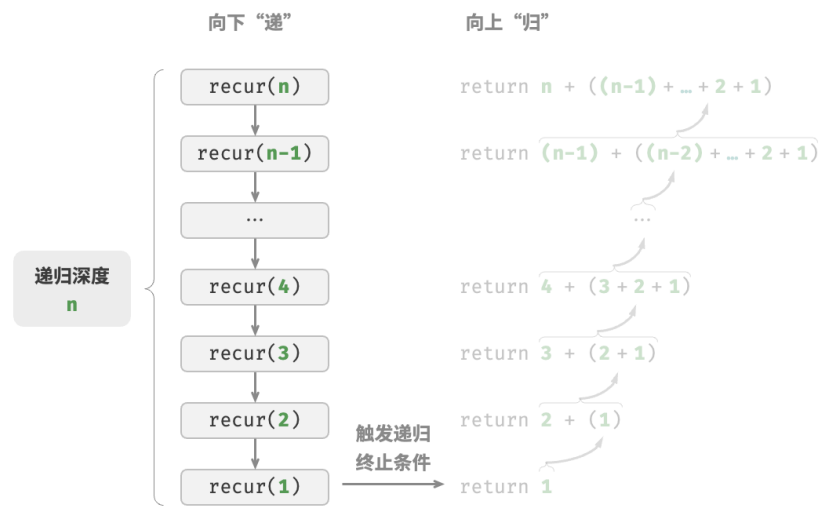 向下“递”
向上“归”
recur(n)
return n + ((n-1) + … + 2 + 1)
recur(n-1)
return (n-1) + ((n-2) + … + 2 + 1)
…
…
递归深度
n
recur(4)
return 4 + (3 + 2 + 1)
recur(3)
return 3 + (2 + 1)
recur(2)
return 2 + (1)
触发递归
终止条件
recur(1)
return 1